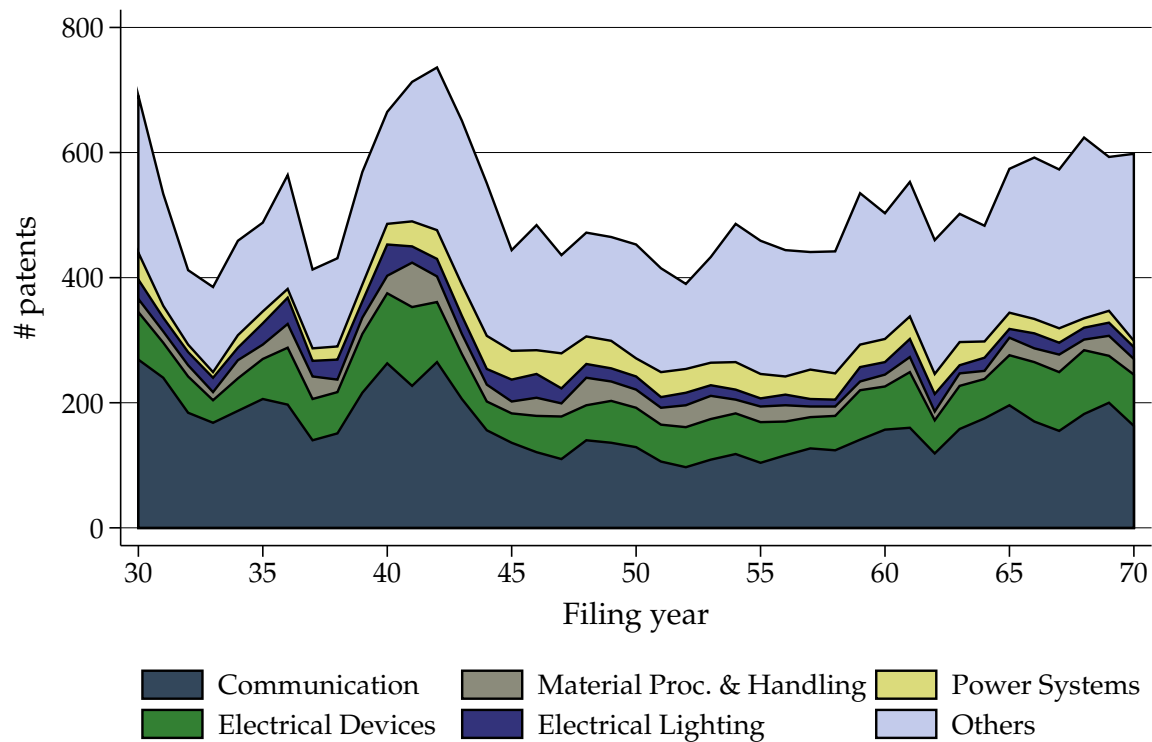 800
600
400
200
0
# patents
30 35 40 45 50 55 60 65 70
Filing year
Communication Material Proc. & Handling Power Systems
Electrical Devices Electrical Lighting Others